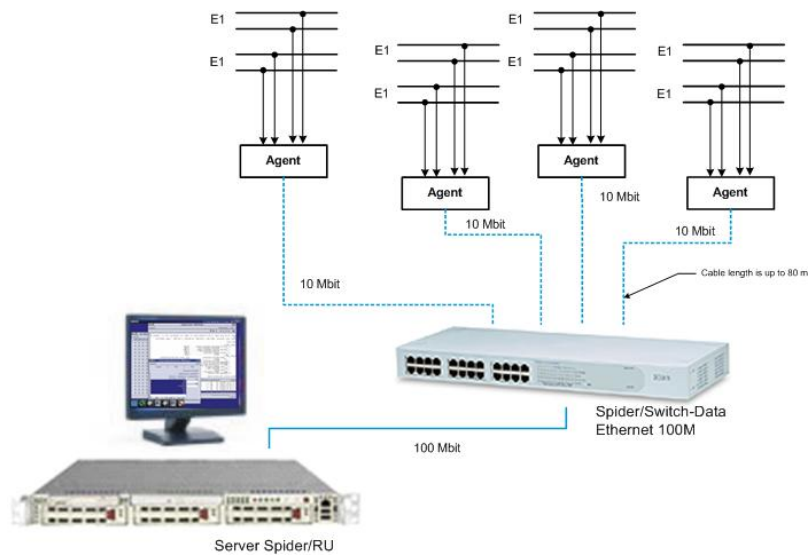 E1
E1
E1
E1
E1
E1
E1
E1
Agent
Agent
Agent
Agent
10 Mbit
10 Mbit
10 Mbit
10 Mbit
Cable length is up to 80 m
Spider/Switch-Data
Ethernet 100M
100 Mbit
Server Spider/RU